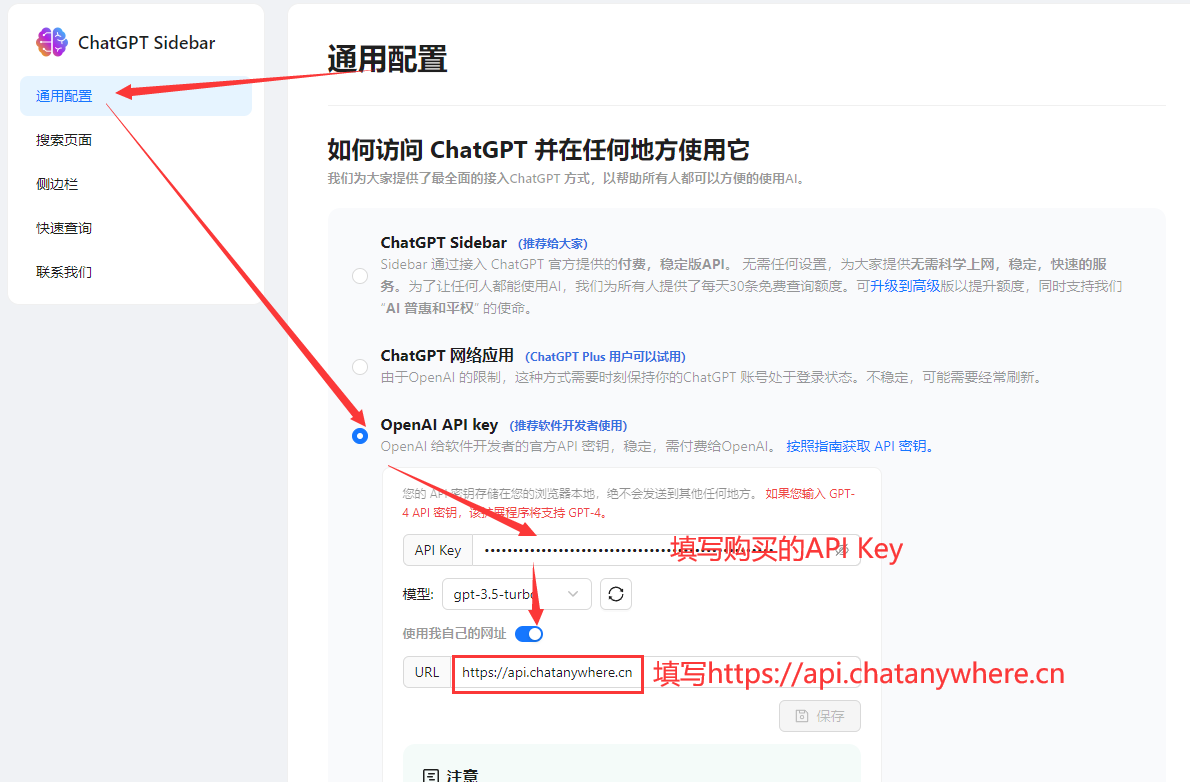 ChatGPT Sidebar
通用配置
搜索页面
侧边栏
快速查询
联系我们
通用配置
如何访问 ChatGPT 并在任何地方使用它
我们为大家提供了最全面的接入ChatGPT 方式，以帮助所有人都可以方便的使用AI。
ChatGPT Sidebar (推荐给大家)
Sidebar 通过接入 ChatGPT 官方提供的付费，稳定版API。 无需任何设置，为大家提供无需科学上网，稳定，快速的服
务。为了让任何人都能使用AI，我们为所有人提供了每天30条免费查询额度。可升级到高级版以提升额度，同时支持我们
“AI 普惠和平权” 的使命。
ChatGPT 网络应用 (ChatGPT Plus 用户可以试用)
由于OpenAI 的限制，这种方式需要时刻保持你的ChatGPT 账号处于登录状态。不稳定，可能需要经常刷新。
OpenAI API key (推荐软件开发者使用)
OpenAI 给软件开发者的官方API 密钥，稳定，需付费给OpenAI。 按照指南获取 API 密钥。
您的 API 密钥存储在您的浏览器本地，绝不会发送到其他任何地方。 如果您输入 GPT-
4 API 密钥，该扩展程序将支持 GPT-4。
API Key
填写购买的API Key
模型: gpt-3.5-turbo
使用我自己的网址
URL https://api.chatanywhere.cn
填写https://api.chatanywhere.cn
保存
注意